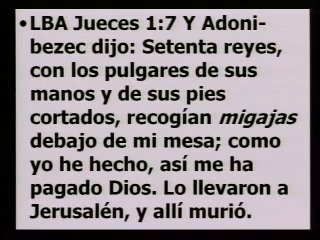 • LBA Jueces 1:7 Y Adoni-
bezec dijo: Setenta reyes,
con los pulgares de sus
manos y de sus pies
cortados, recogían migajas
debajo de mi mesa; como
yo he hecho, así me ha
pagado Dios. Lo llevaron a
Jerusalén, y allí murió.